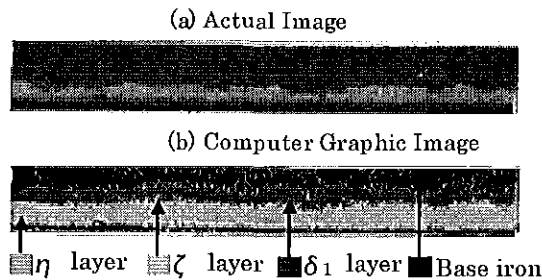 (a) Actual Image
(b) Computer Graphic Image
η layer ζ layer δ1 layer Base iron